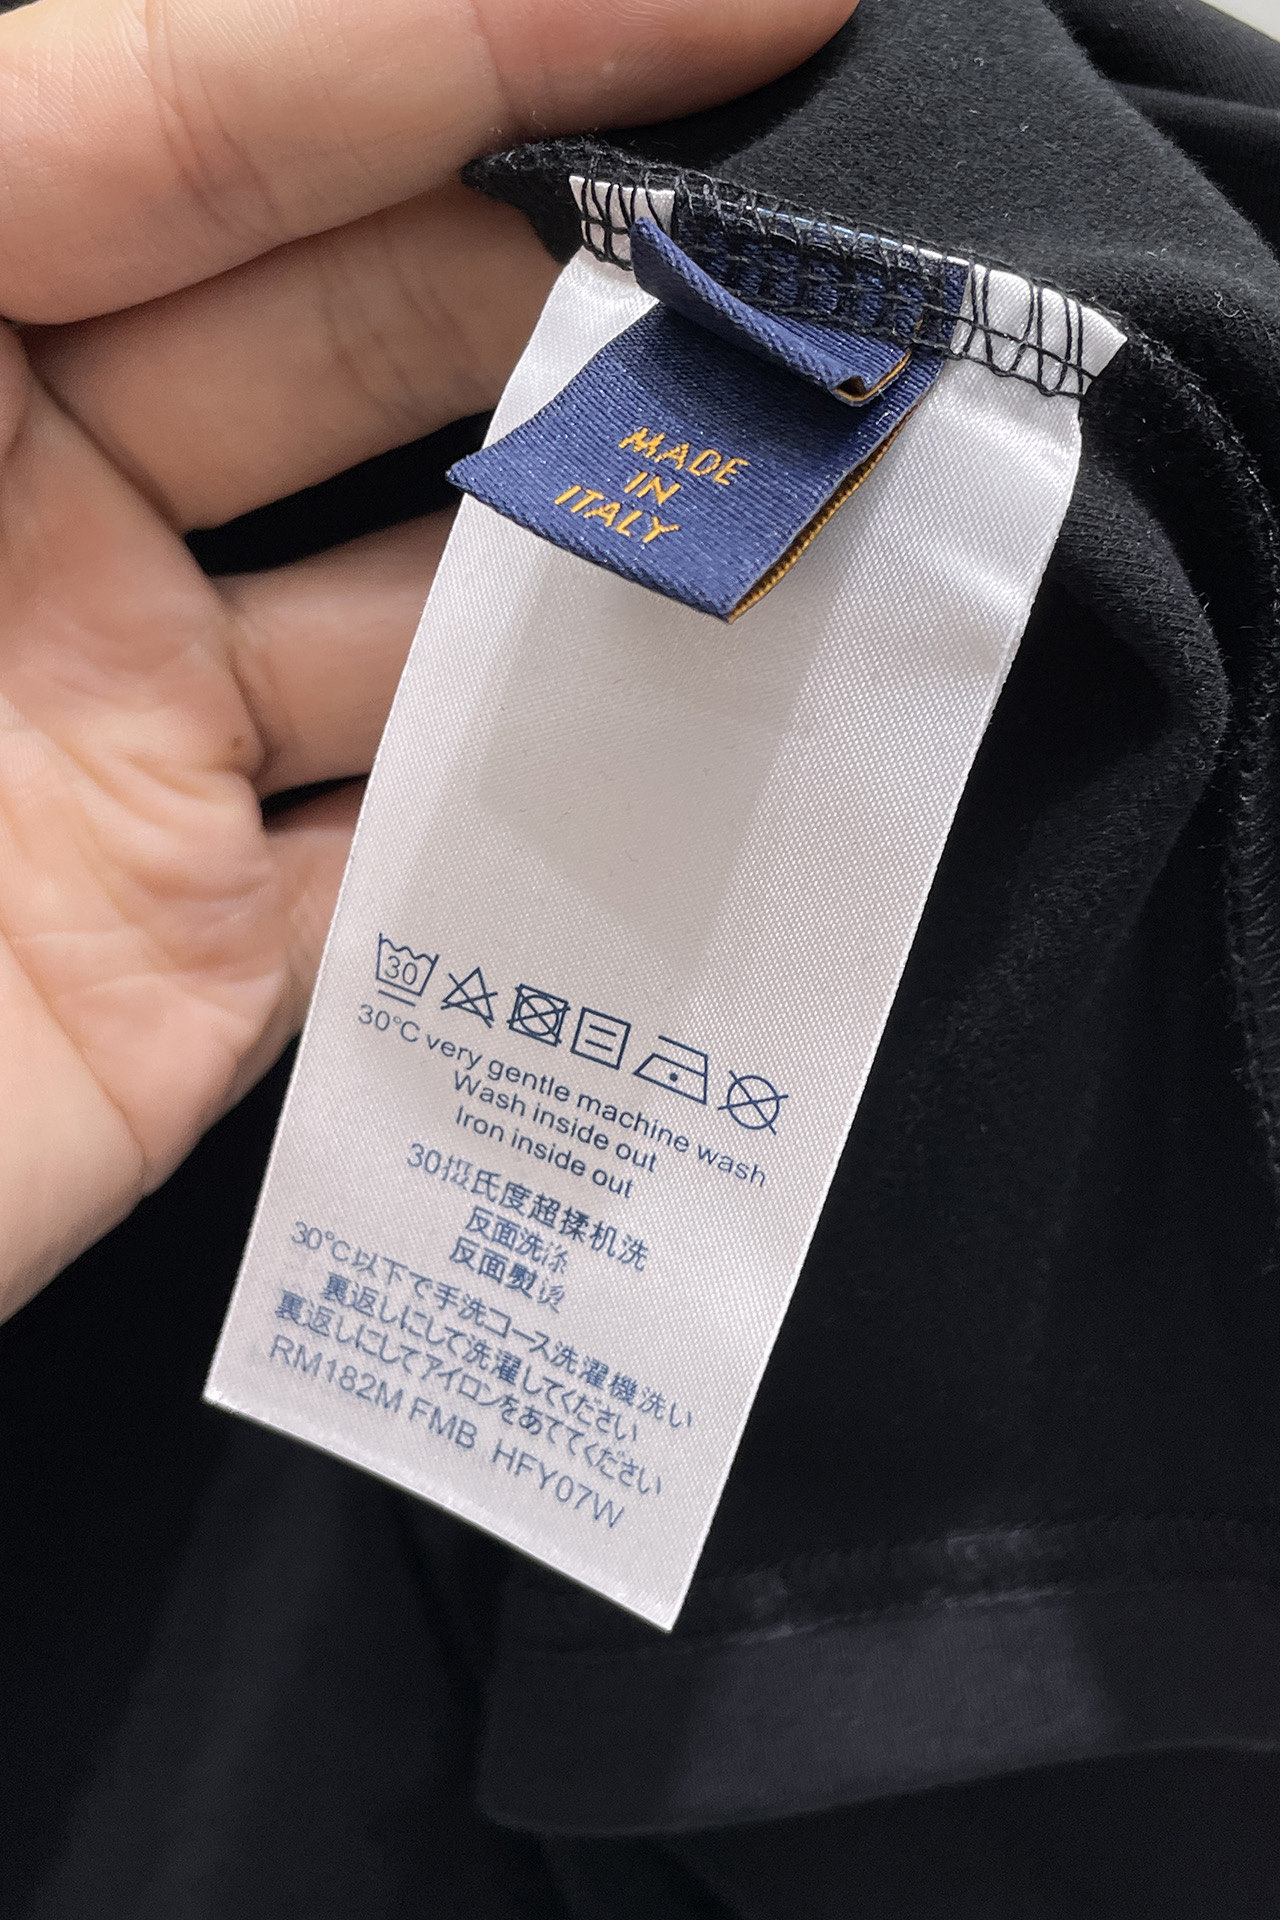 MADE
IN
ITALY
30
30°C very gentle machine wash
Wash inside out
Iron inside out
30摄氏度超揉机洗
反面洗涤
反面熨烫
30°C以下で手洗コース洗濯機洗い
裏返しにして洗濯してください
裏返しにしてアイロンをあててください
RM182M FMB HFY07W